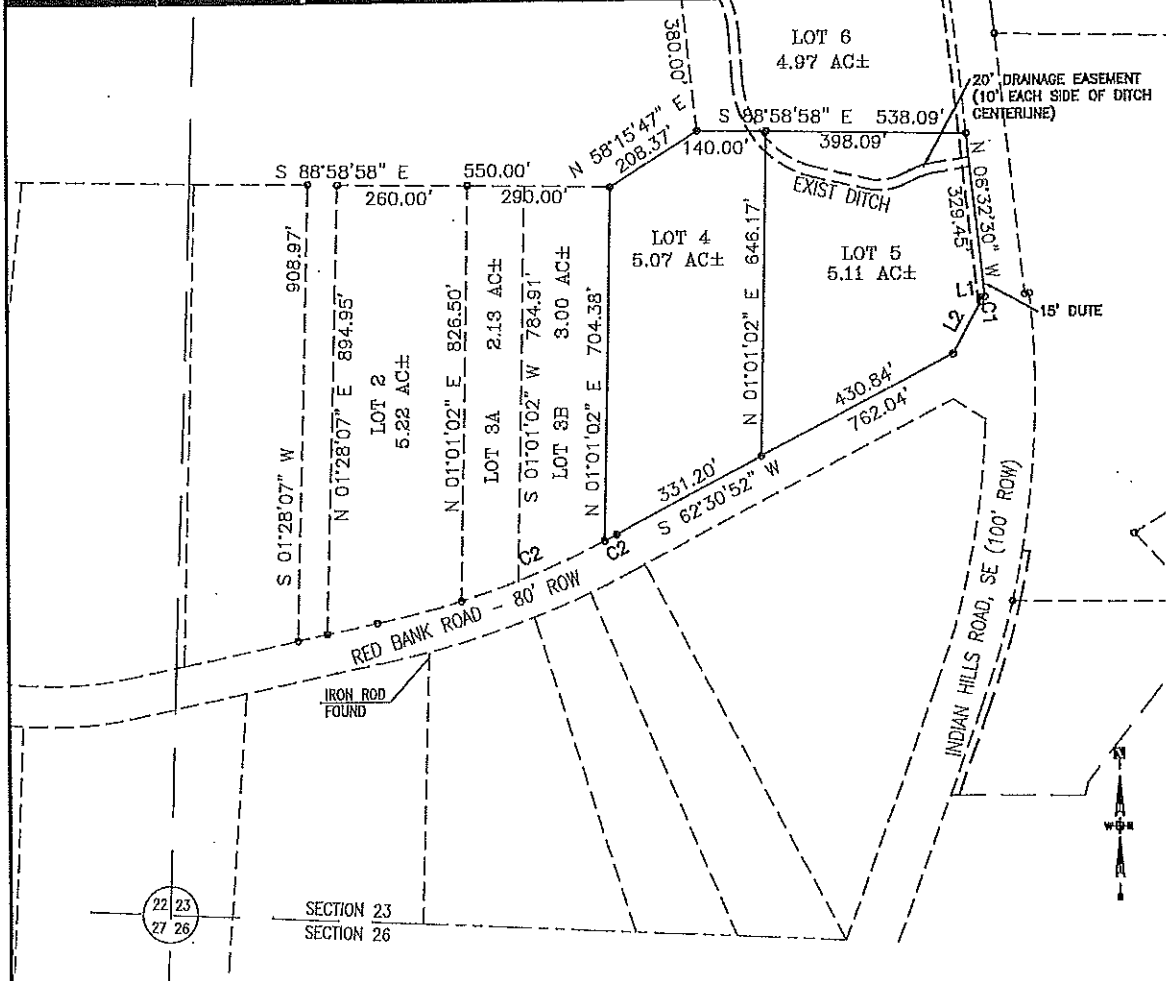 LOT 6
4.97 AC±
380.00'
20' DRAINAGE EASEMENT
(10' EACH SIDE OF DITCH
CENTERLINE)
S 88°58'58" E 538.09'
140.00'
398.09'
N 58°15'47" E
208.37'
S 88°58'58" E 550.00'
260.00'
290.00'
EXIST DITCH
N 06°32'30" W
329.45'
LOT 4
5.07 AC±
LOT 5
5.11 AC±
L1
C1
L2
15' DUTE
S 01°28'07" W 908.97'
N 01°28'07" E 894.95'
LOT 2
5.22 AC±
N 01°01'02" E 826.50'
LOT 3A 2.13 AC±
S 01°01'02" W 784.91'
LOT 3B 3.00 AC±
N 01°01'02" E 704.38'
N 01°01'02" E 646.17'
430.84'
762.04'
331.20'
S 62°30'52" W
C2
C2
RED BANK ROAD - 80' ROW
IRON ROD
FOUND
INDIAN HILLS ROAD, SE (100' ROW)
N
W
22 23
27 26
SECTION 23
SECTION 26